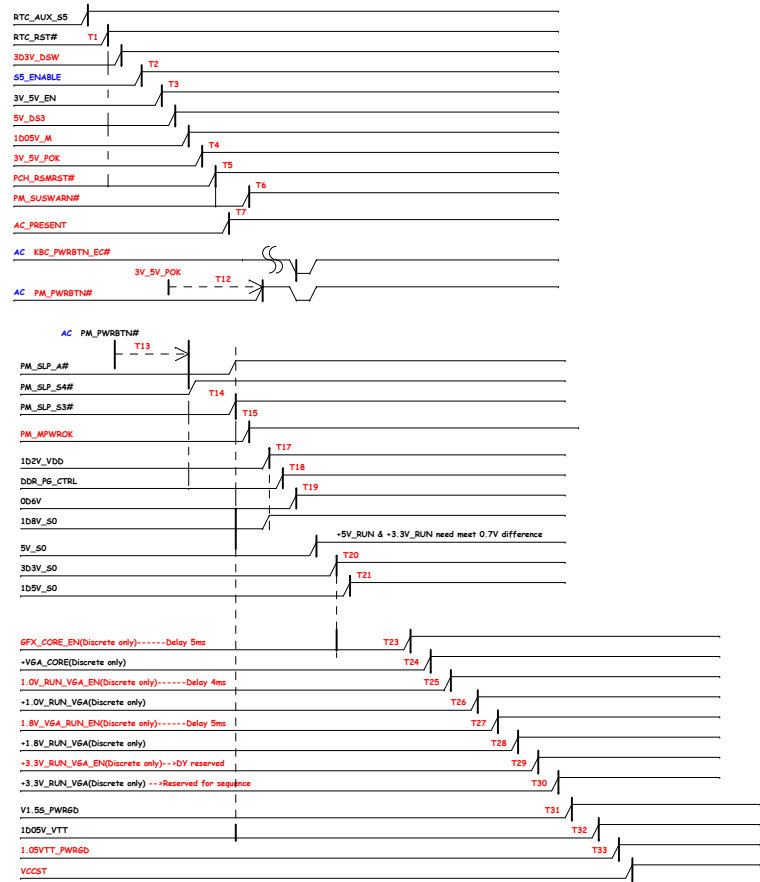 RTC_AUX_S5
RTC_RST# T1
3D3V_DSW
T2
S5_ENABLE
T3
3V_5V_EN
5V_DS3
1D05V_M
T4
3V_5V_POK
T5
PCH_RSMRST#
T6
PM_SUSWARN#
T7
AC_PRESENT
AC KBC_PWRBTN_EC#
3V_5V_POK
T12
AC PM_PWRBTN#
AC PM_PWRBTN#
T13
PM_SLP_A#
PM_SLP_S4#
T14
PM_SLP_S3#
T15
PM_MPWROK
T17
1D2V_VDD
T18
DDR_PG_CTRL
T19
0D6V
1D8V_S0
+5V_RUN & +3.3V_RUN need meet 0.7V difference
5V_S0
T20
3D3V_S0
T21
1D5V_S0
GFX_CORE_EN(Discrete only)------Delay 5ms T23
+VGA_CORE(Discrete only) T24
1.0V_RUN_VGA_EN(Discrete only)------Delay 4ms T25
+1.0V_RUN_VGA(Discrete only) T26
1.8V_VGA_RUN_EN(Discrete only)-----Delay 5ms T27
+1.8V_RUN_VGA(Discrete only) T28
+3.3V_RUN_VGA_EN(Discrete only)-->DY reserved T29
+3.3V_RUN_VGA(Discrete only) -->Reserved for sequence T30
V1.5S_PWRGD T31
1D05V_VTT T32
1.05VTT_PWRGD T33
VCCST